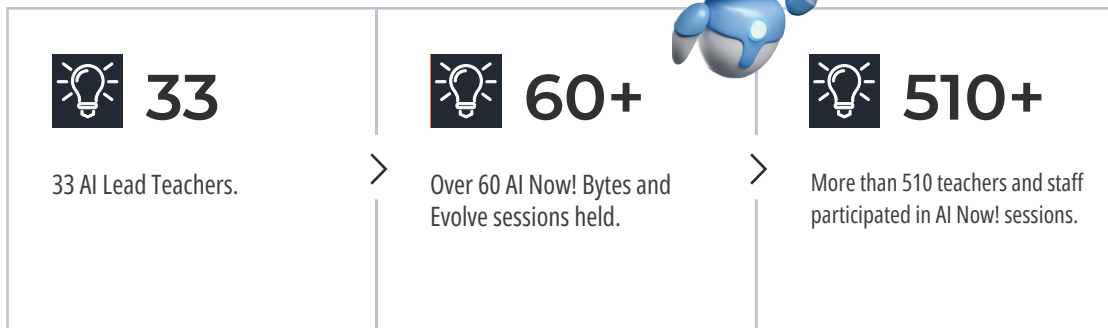 33
33 AI Lead Teachers.
60+
Over 60 AI Now! Bytes and
Evolve sessions held.
510+
More than 510 teachers and staff
participated in AI Now! sessions.